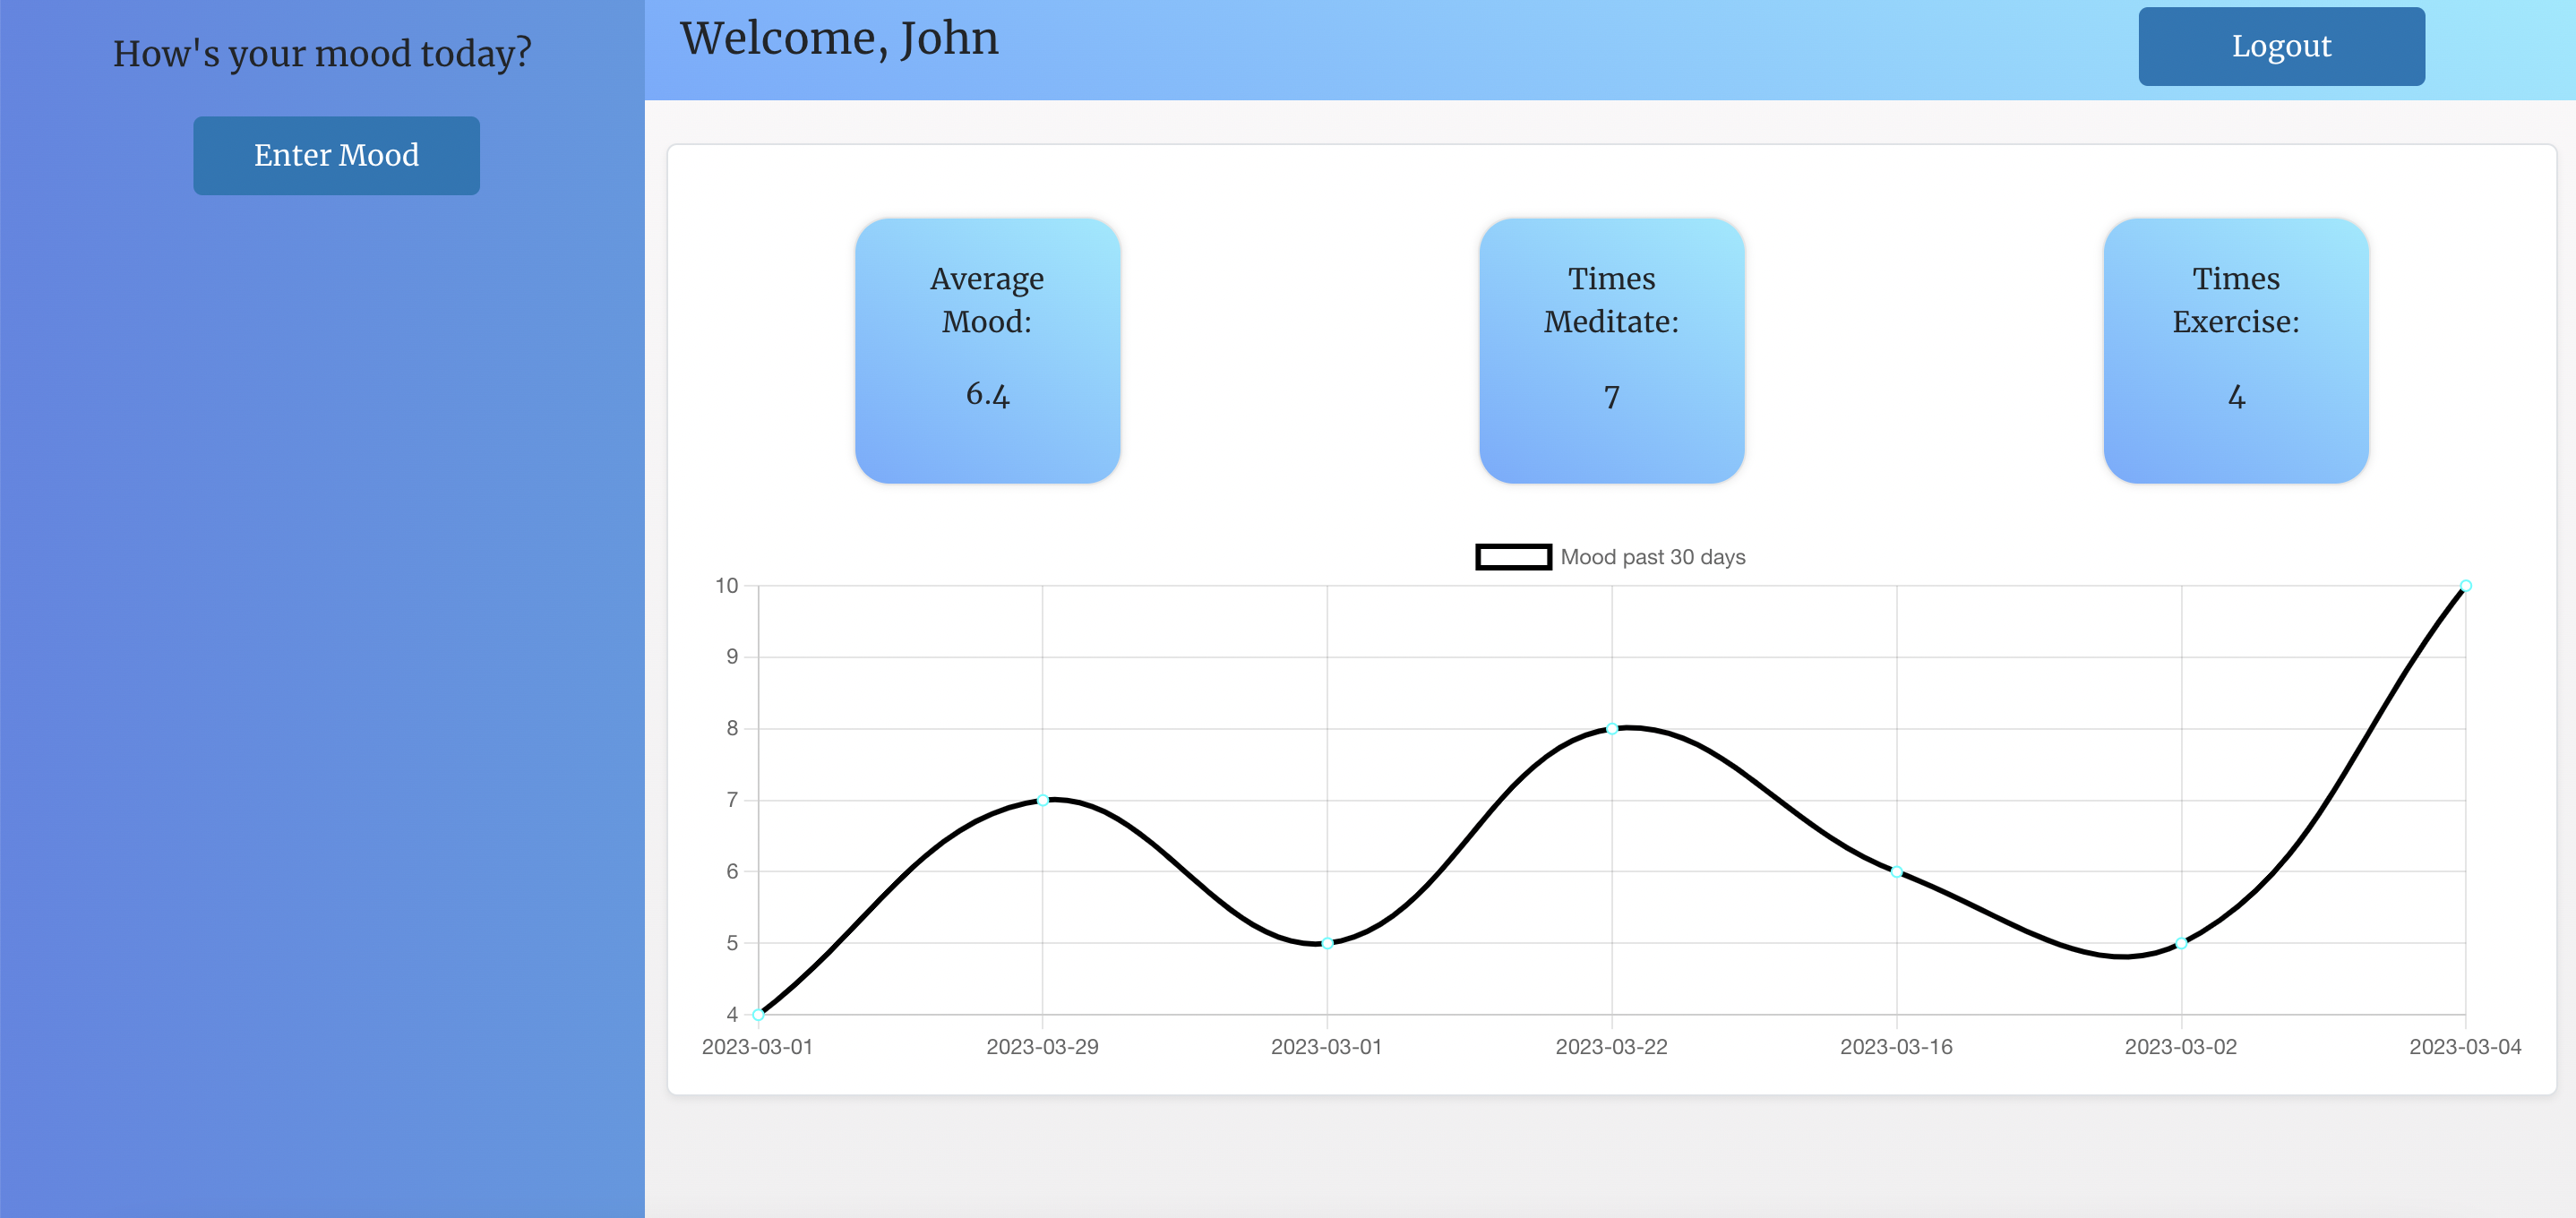 How's your mood today?
Enter Mood
Welcome, John
Logout
Average
Mood:
6.4
Times
Meditate:
7
Times
Exercise:
4
Mood past 30 days
10
9
8
7
6
5
4
2023-03-01
2023-03-29
2023-03-01
2023-03-22
2023-03-16
2023-03-02
2023-03-04